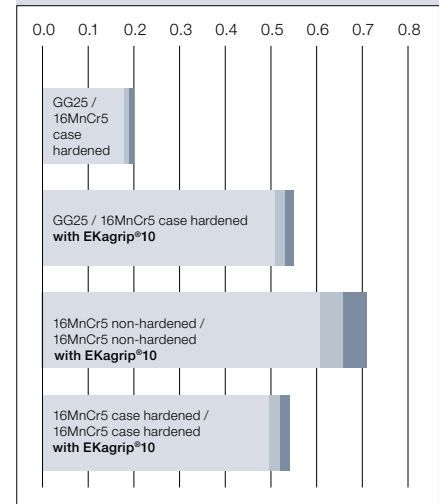 0.0 0.1 0.2 0.3 0.4 0.5 0.6 0.7 0.8
GG25 /
16MnCr5
case
hardened
GG25 / 16MnCr5 case hardened
with EKagrip®10
16MnCr5 non-hardened /
16MnCr5 non-hardened
with EKagrip®10
16MnCr5 case hardened /
16MnCr5 case hardened
with EKagrip®10